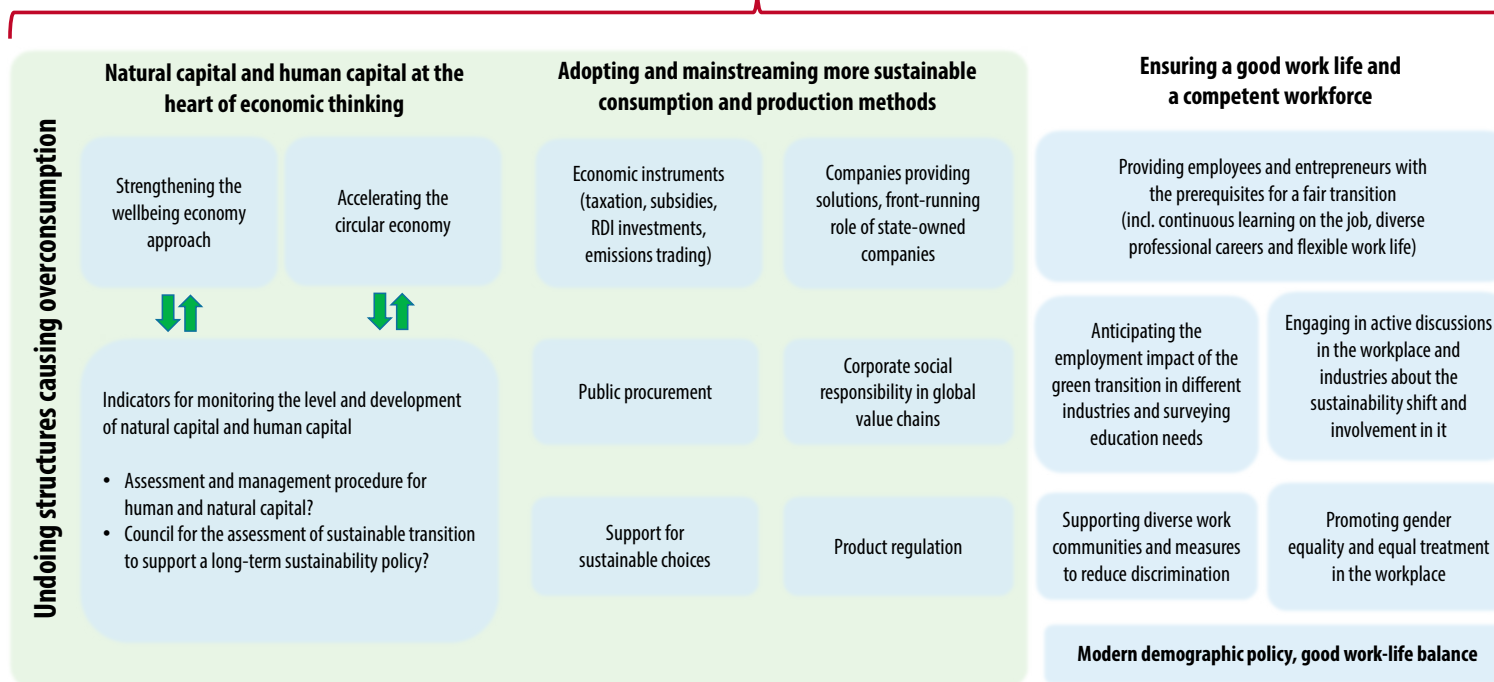 Undoing structures causing overconsumption
Natural capital and human capital at the
heart of economic thinking
Strengthening the
wellbeing economy
approach
Accelerating the
circular economy
Indicators for monitoring the level and development
of natural capital and human capital
• Assessment and management procedure for
human and natural capital?
• Council for the assessment of sustainable transition
to support a long-term sustainability policy?
Adopting and mainstreaming more sustainable
consumption and production methods
Economic instruments
(taxation, subsidies,
RDI investments,
emissions trading)
Companies providing
solutions, front-running
role of state-owned
companies
Public procurement
Corporate social
responsibility in global
value chains
Support for
sustainable choices
Product regulation
Ensuring a good work life and
a competent workforce
Providing employees and entrepreneurs with
the prerequisites for a fair transition
(incl. continuous learning on the job, diverse
professional careers and flexible work life)
Anticipating the
employment impact of the
green transition in different
industries and surveying
education needs
Engaging in active discussions
in the workplace and
industries about the
sustainability shift and
involvement in it
Supporting diverse work
communities and measures
to reduce discrimination
Promoting gender
equality and equal treatment
in the workplace
Modern demographic policy, good work-life balance